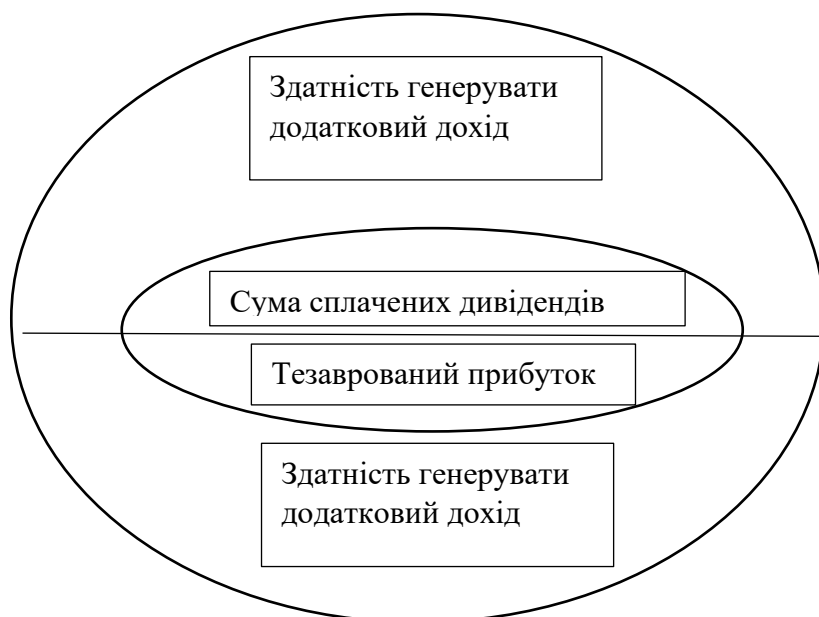 Здатність генерувати
додатковий дохід
Сума сплачених дивідендів
Тезаврований прибуток
Здатність генерувати
додатковий дохід